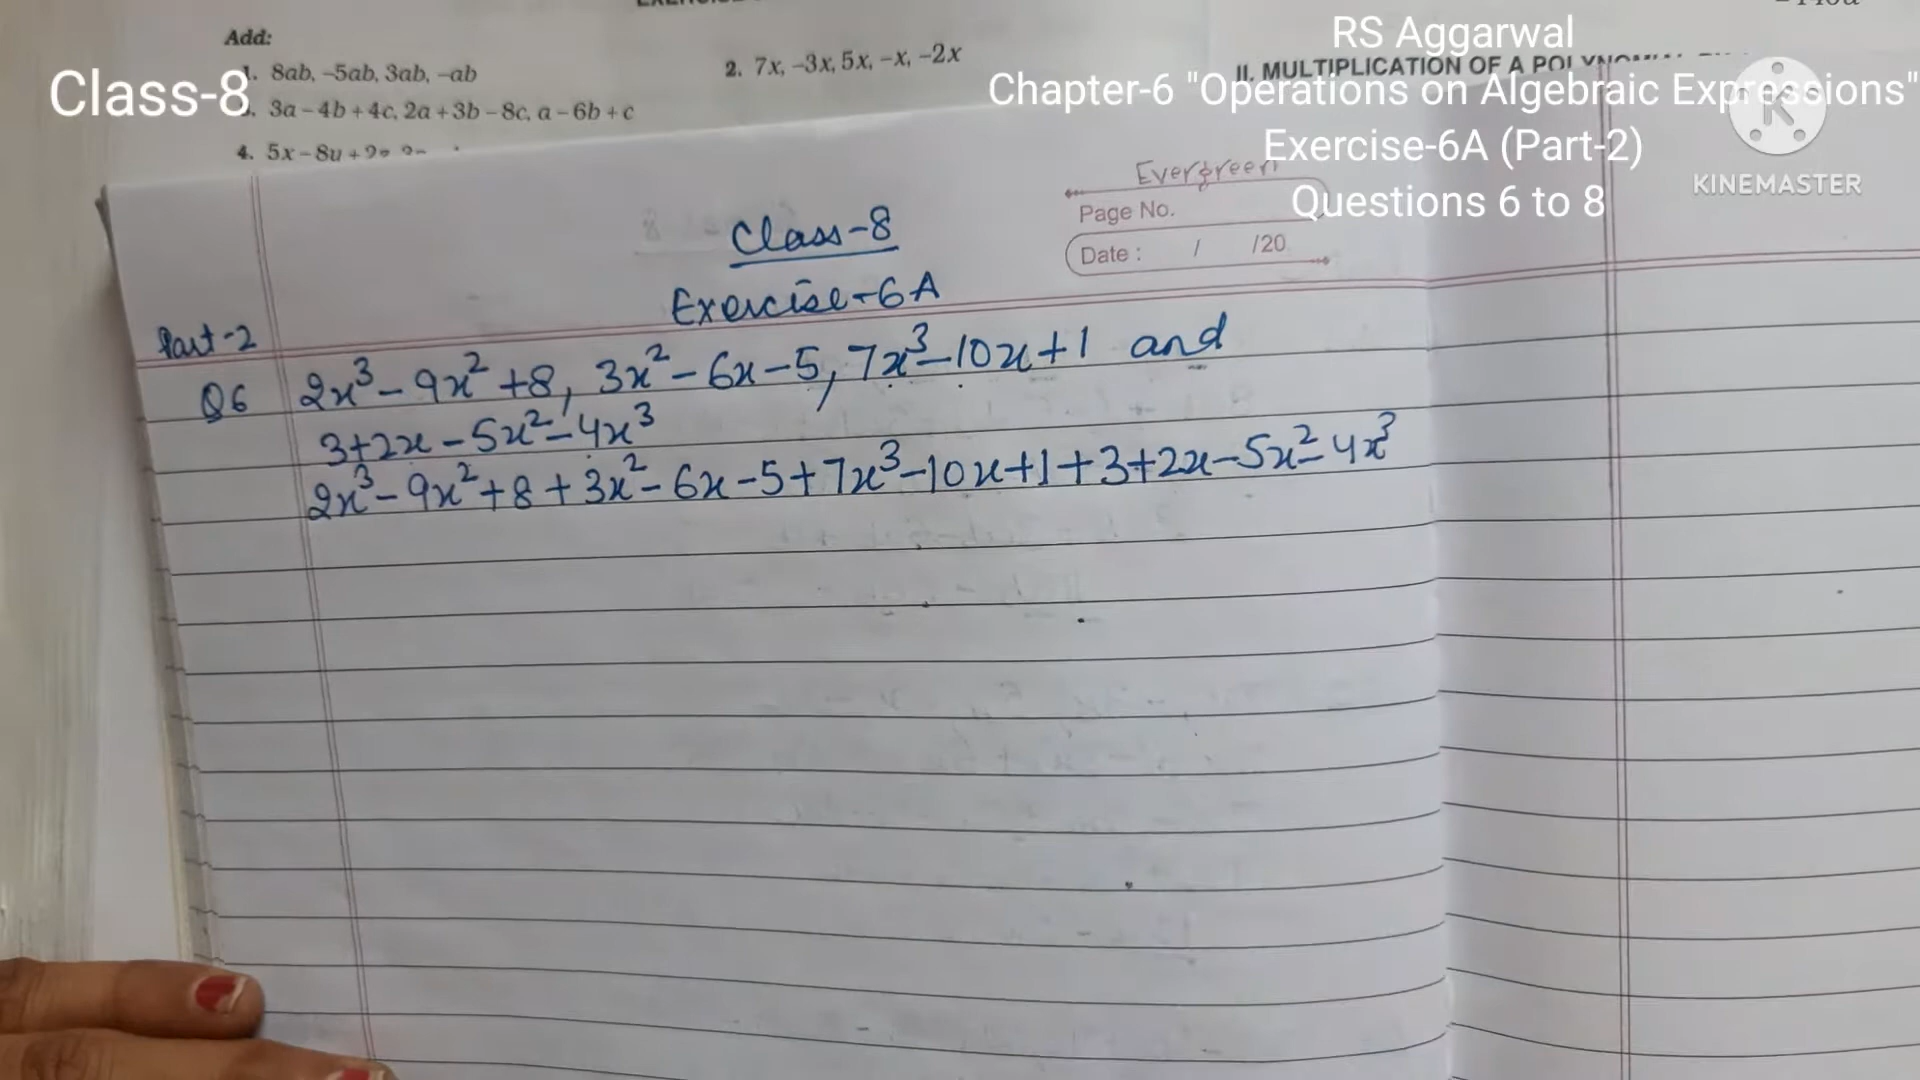 Add:
1. 8ab, –5ab, 3ab, –ab
2. 7x, –3x, 5x, –x, –2x
3a – 4b + 4c, 2a + 3b – 8c, a – 6b + c
4. 5x – 8y +
II. MULTIPLICATION OF A POLYNOMIAL
Class-8
RS Aggarwal
Chapter-6 "Operations on Algebraic Expressions"
Exercise-6A (Part-2)
Questions 6 to 8
KINEMASTER
Evergreen
Page No.
Date : / /20
Class-8
Exercise-6A
Part-2
Q6 2x³ - 9x² + 8, 3x² - 6x - 5, 7x³ - 10x + 1 and
3 + 2x - 5x² - 4x³
2x³ - 9x² + 8 + 3x² - 6x - 5 + 7x³ - 10x + 1 + 3 + 2x - 5x² - 4x³